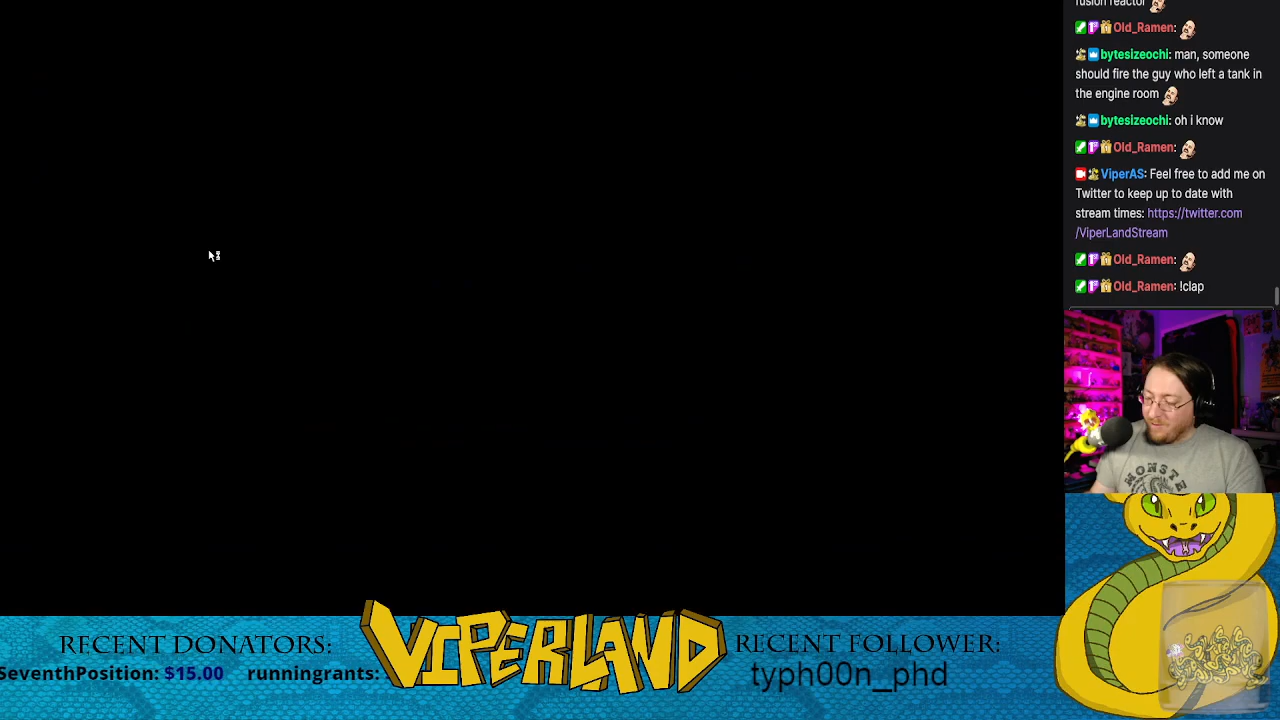 fusion reactor
Old_Ramen:
bytesizeochi: man, someone
should fire the guy who left a tank in
the engine room
bytesizeochi: oh i know
Old_Ramen:
ViperAS: Feel free to add me on
Twitter to keep up to date with
stream times: https://twitter.com
/ViperLandStream
Old_Ramen:
Old_Ramen: !clap
MONSTE
RECENT DONATORS:
SeventhPosition: $15.00 runningrants:
VIPERLAND
RECENT FOLLOWER:
typh00n_phd